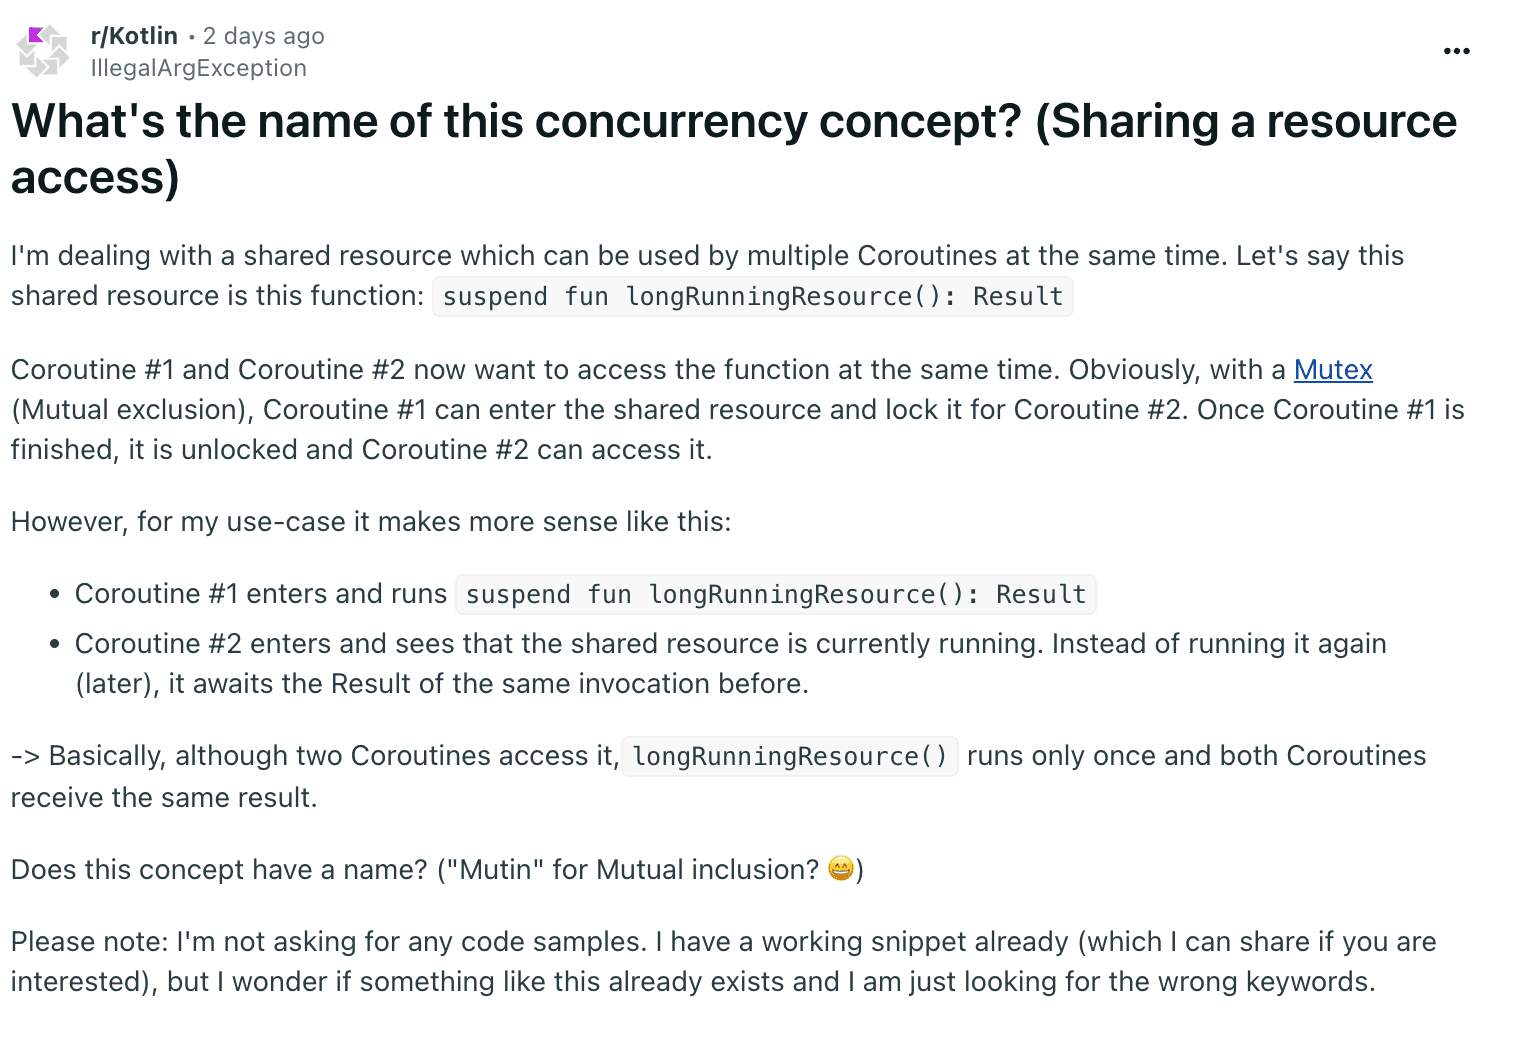 r/Kotlin • 2 days ago
IllegalArgException
What's the name of this concurrency concept? (Sharing a resource
access)
I'm dealing with a shared resource which can be used by multiple Coroutines at the same time. Let's say this
shared resource is this function: suspend fun longRunningResource(): Result
Coroutine #1 and Coroutine #2 now want to access the function at the same time. Obviously, with a Mutex
(Mutual exclusion), Coroutine #1 can enter the shared resource and lock it for Coroutine #2. Once Coroutine #1 is
finished, it is unlocked and Coroutine #2 can access it.
However, for my use-case it makes more sense like this:
• Coroutine #1 enters and runs suspend fun longRunningResource(): Result
• Coroutine #2 enters and sees that the shared resource is currently running. Instead of running it again
(later), it awaits the Result of the same invocation before.
-> Basically, although two Coroutines access it, longRunningResource() runs only once and both Coroutines
receive the same result.
Does this concept have a name? ("Mutin" for Mutual inclusion? 😄)
Please note: I'm not asking for any code samples. I have a working snippet already (which I can share if you are
interested), but I wonder if something like this already exists and I am just looking for the wrong keywords.